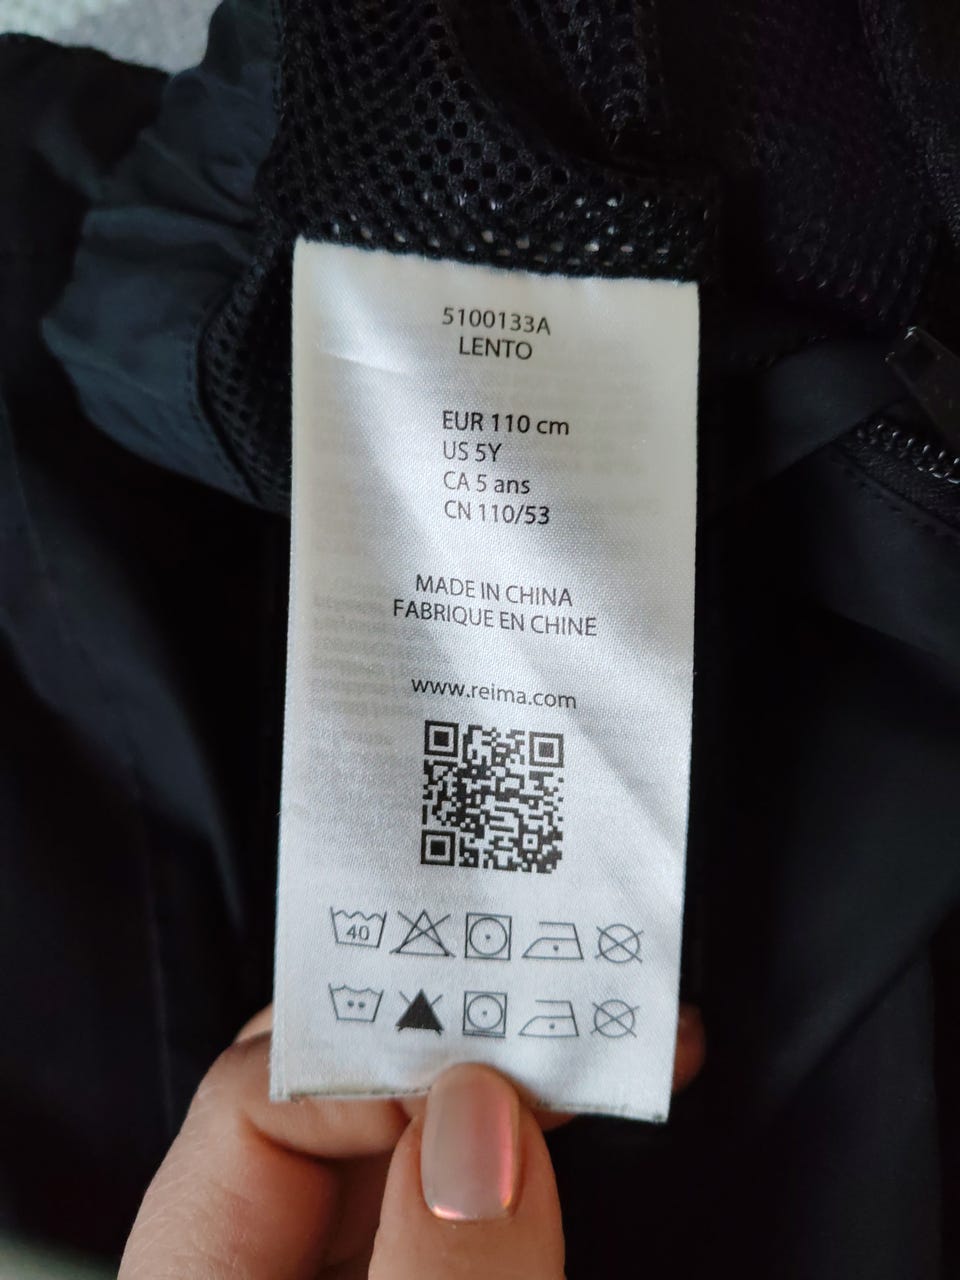 5100133A
LENTO
EUR 110 cm
US 5Y
CA 5 ans
CN 110/53
MADE IN CHINA
FABRIQUE EN CHINE
www.reima.com
40